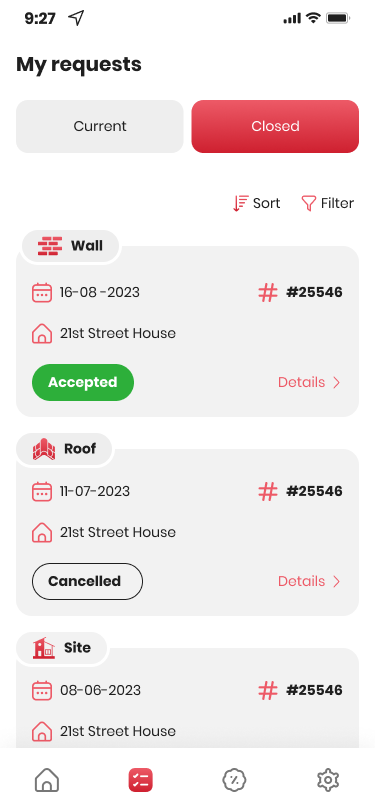 9:27
My requests
Current Closed
Sort Filter
Wall
16-08 -2023 #25546
21st Street House
Accepted Details
Roof
11-07-2023 #25546
21st Street House
Cancelled Details
Site
08-06-2023 #25546
21st Street House